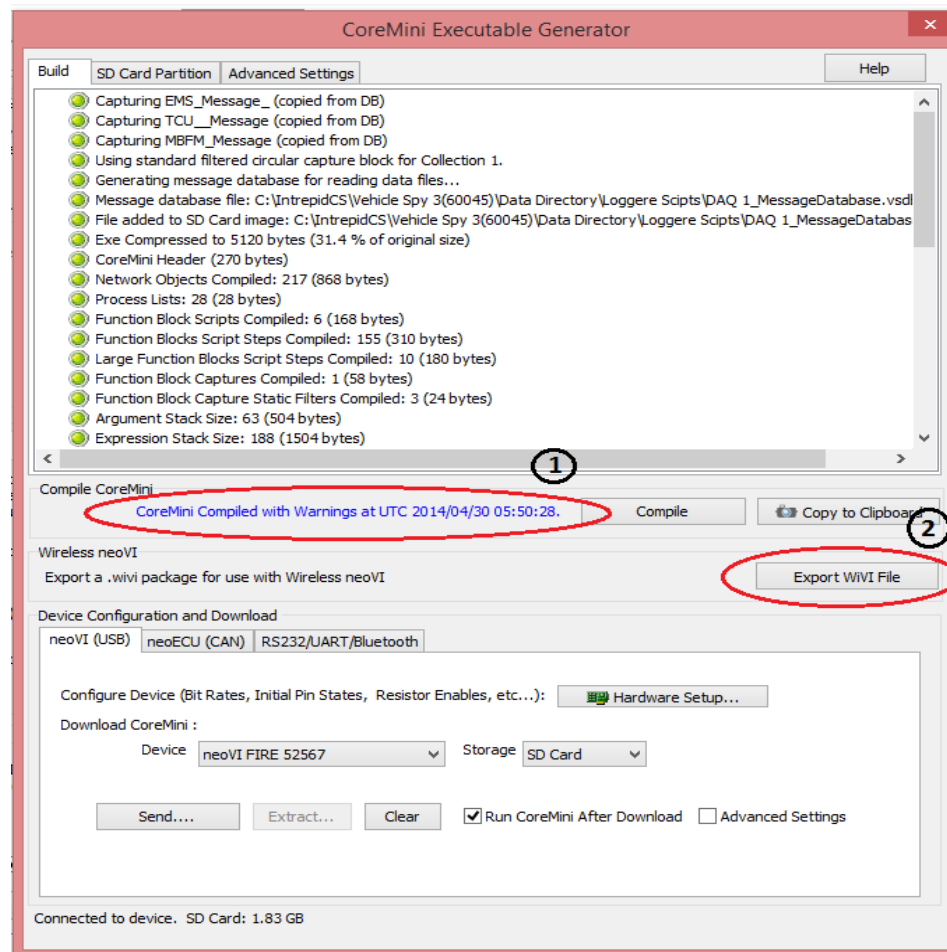 CoreMini Executable Generator
Build SD Card Partition Advanced Settings Help
Capturing EMS_Message_ (copied from DB)
Capturing TCU__Message (copied from DB)
Capturing MBFM_Message (copied from DB)
Using standard filtered circular capture block for Collection 1.
Generating message database for reading data files...
Message database file: C:\IntrepidCS\Vehicle Spy 3(60045)\Data Directory\Loggere Scipts\DAQ 1_MessageDatabase.vsdl
File added to SD Card image: C:\IntrepidCS\Vehicle Spy 3(60045)\Data Directory\Loggere Scipts\DAQ 1_MessageDatabas
Exe Compressed to 5120 bytes (31.4 % of original size)
CoreMini Header (270 bytes)
Network Objects Compiled: 217 (868 bytes)
Process Lists: 28 (28 bytes)
Function Block Scripts Compiled: 6 (168 bytes)
Function Blocks Script Steps Compiled: 155 (310 bytes)
Large Function Blocks Script Steps Compiled: 10 (180 bytes)
Function Block Captures Compiled: 1 (58 bytes)
Function Block Capture Static Filters Compiled: 3 (24 bytes)
Argument Stack Size: 63 (504 bytes)
Expression Stack Size: 188 (1504 bytes)
1
Compile CoreMini
CoreMini Compiled with Warnings at UTC 2014/04/30 05:50:28. Compile Copy to Clipboard
2
Wireless neoVI
Export a .wivi package for use with Wireless neoVI Export WiVI File
Device Configuration and Download
neoVI (USB) neoECU (CAN) RS232/UART/Bluetooth
Configure Device (Bit Rates, Initial Pin States, Resistor Enables, etc...): Hardware Setup...
Download CoreMini :
Device neoVI FIRE 52567 Storage SD Card
Send.... Extract... Clear Run CoreMini After Download Advanced Settings
Connected to device. SD Card: 1.83 GB